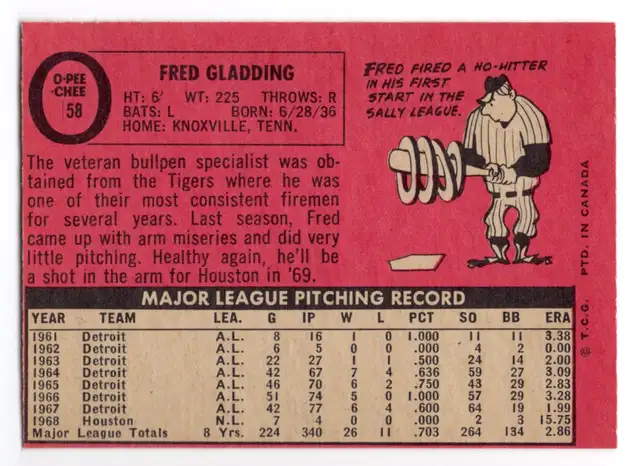 O-PEE
-CHEE
58
FRED GLADDING
HT: 6' WT: 225 THROWS: R
BATS: L BORN: 6/28/36
HOME: KNOXVILLE, TENN.
FRED FIRED A NO-HITTER
IN HIS FIRST
START IN THE
SALLY LEAGUE.
The veteran bullpen specialist was ob-
tained from the Tigers where he was
one of their most consistent firemen
for several years. Last season, Fred
came up with arm miseries and did very
little pitching. Healthy again, he'll be
a shot in the arm for Houston in '69.
MAJOR LEAGUE PITCHING RECORD
YEAR TEAM LEA. G IP W L PCT SO BB ERA
1961 Detroit A.L. 8 16 1 0 1.000 11 11 3.38
1962 Detroit A.L. 6 5 0 0 .000 4 2 0.00
1963 Detroit A.L. 22 27 1 1 .500 24 14 2.00
1964 Detroit A.L. 42 67 7 4 .636 59 27 3.09
1965 Detroit A.L. 46 70 6 2 .750 43 29 2.83
1966 Detroit A.L. 51 74 5 0 1.000 57 29 3.28
1967 Detroit A.L. 42 77 6 4 .600 64 19 1.99
1968 Houston N.L. 7 4 0 0 .000 2 3 15.75
Major League Totals 8 Yrs. 224 340 26 11 .703 264 134 2.86
© T.C.G. PTD. IN CANADA